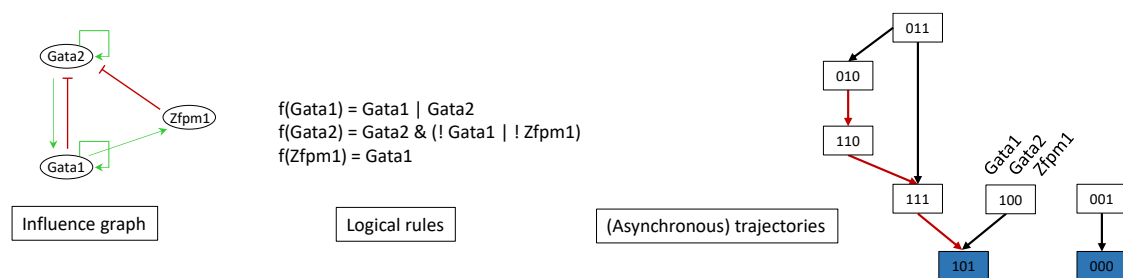 Gata2
Zfpm1
Gata1
Influence graph
f(Gata1) = Gata1 | Gata2
f(Gata2) = Gata2 & (! Gata1 | ! Zfpm1)
f(Zfpm1) = Gata1
Logical rules
011
010
110
Gata1
Gata2
Zfpm1
111
100
001
(Asynchronous) trajectories
101
000